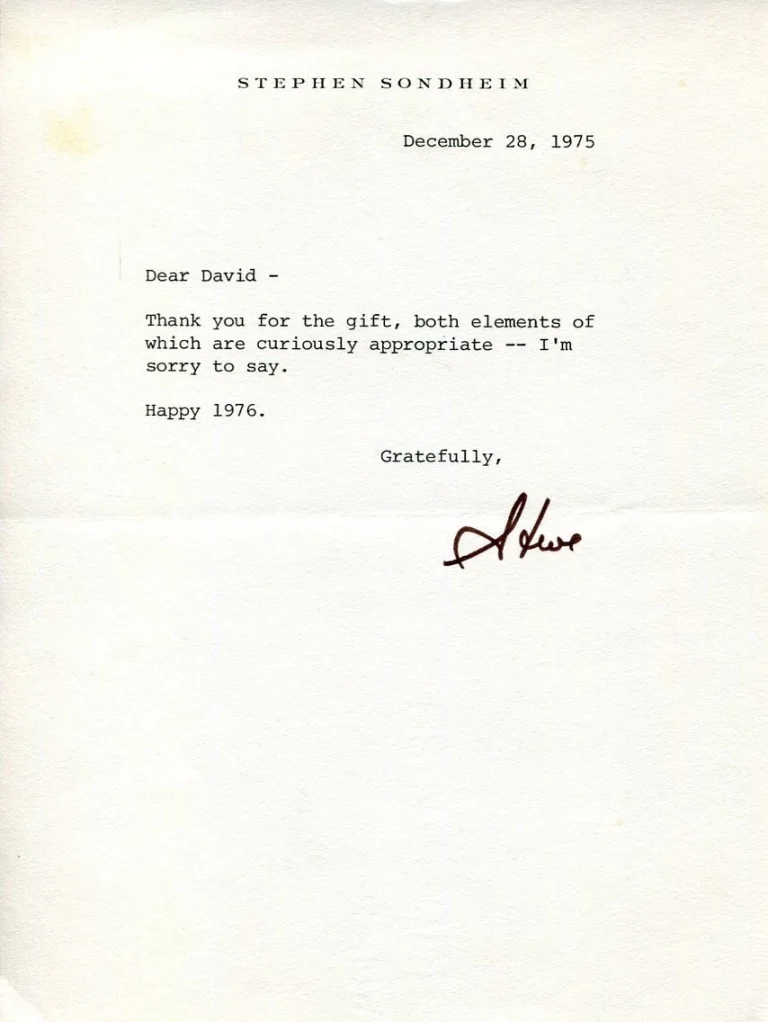 STEPHEN SONDHEIM
December 28, 1975
Dear David -
Thank you for the gift, both elements of
which are curiously appropriate -- I'm
sorry to say.
Happy 1976.
Gratefully,
Steve